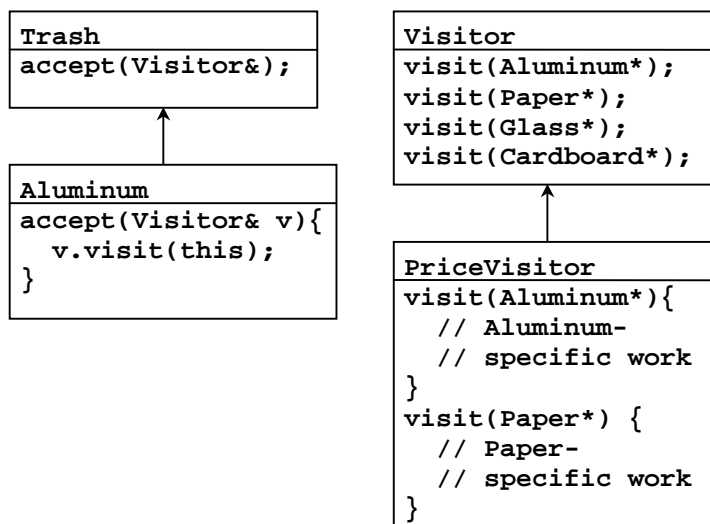 Trash
accept(Visitor&);
Aluminum
accept(Visitor& v){
v.visit(this);
}
Visitor
visit(Aluminum*);
visit(Paper*);
visit(Glass*);
visit(Cardboard*);
PriceVisitor
visit(Aluminum*){
// Aluminum-
// specific work
}
visit(Paper*) {
// Paper-
// specific work
}